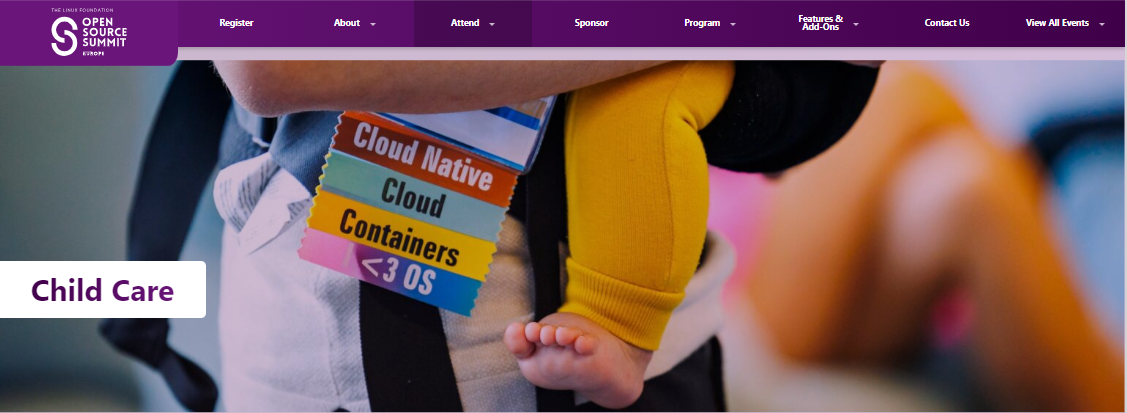 THE LINUX FOUNDATION
OPEN
SOURCE
SUMMIT
EUROPE
Register
About
Attend
Sponsor
Program
Features &
Add-Ons
Contact Us
View All Events
Cloud Native
Cloud
Containers
<3 OS
Child Care